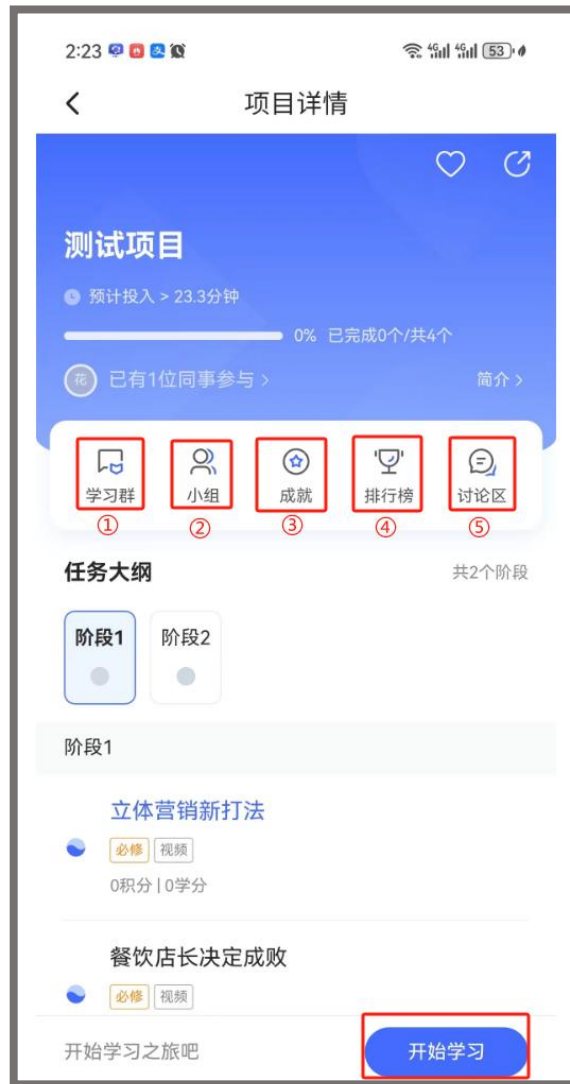 2:23 4G 4G 53
项目详情
测试项目
预计投入 > 23.3分钟
0% 已完成0个/共4个
花 已有1位同事参与 > 简介 >
学习群 小组 成就 排行榜 讨论区
① ② ③ ④ ⑤
任务大纲 共2个阶段
阶段1 阶段2
阶段1
立体营销新打法
必修 视频
0积分 | 0学分
餐饮店长决定成败
必修 视频
开始学习之旅吧 开始学习